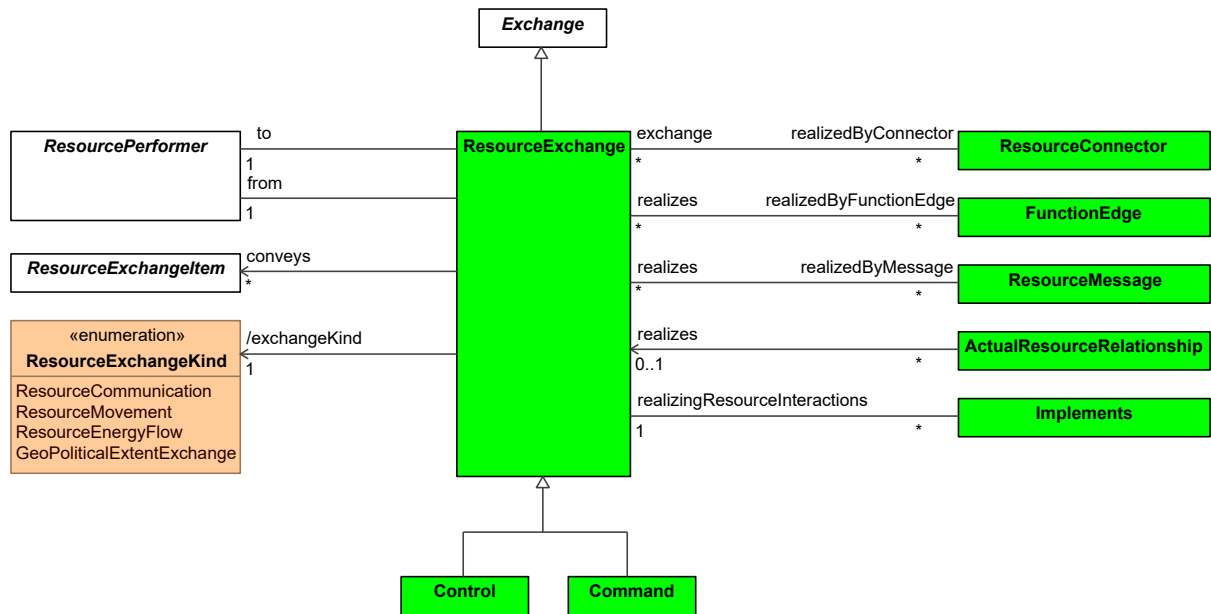 Exchange
ResourcePerformer
to
1
from
1
ResourceExchange
exchange
*
realizedByConnector
*
ResourceConnector
realizes
*
realizedByFunctionEdge
*
FunctionEdge
ResourceExchangeItem
conveys
*
realizes
*
realizedByMessage
*
ResourceMessage
«enumeration»
ResourceExchangeKind
ResourceCommunication
ResourceMovement
ResourceEnergyFlow
GeoPoliticalExtentExchange
/exchangeKind
1
realizes
0..1
*
ActualResourceRelationship
realizingResourceInteractions
1
*
Implements
Control
Command